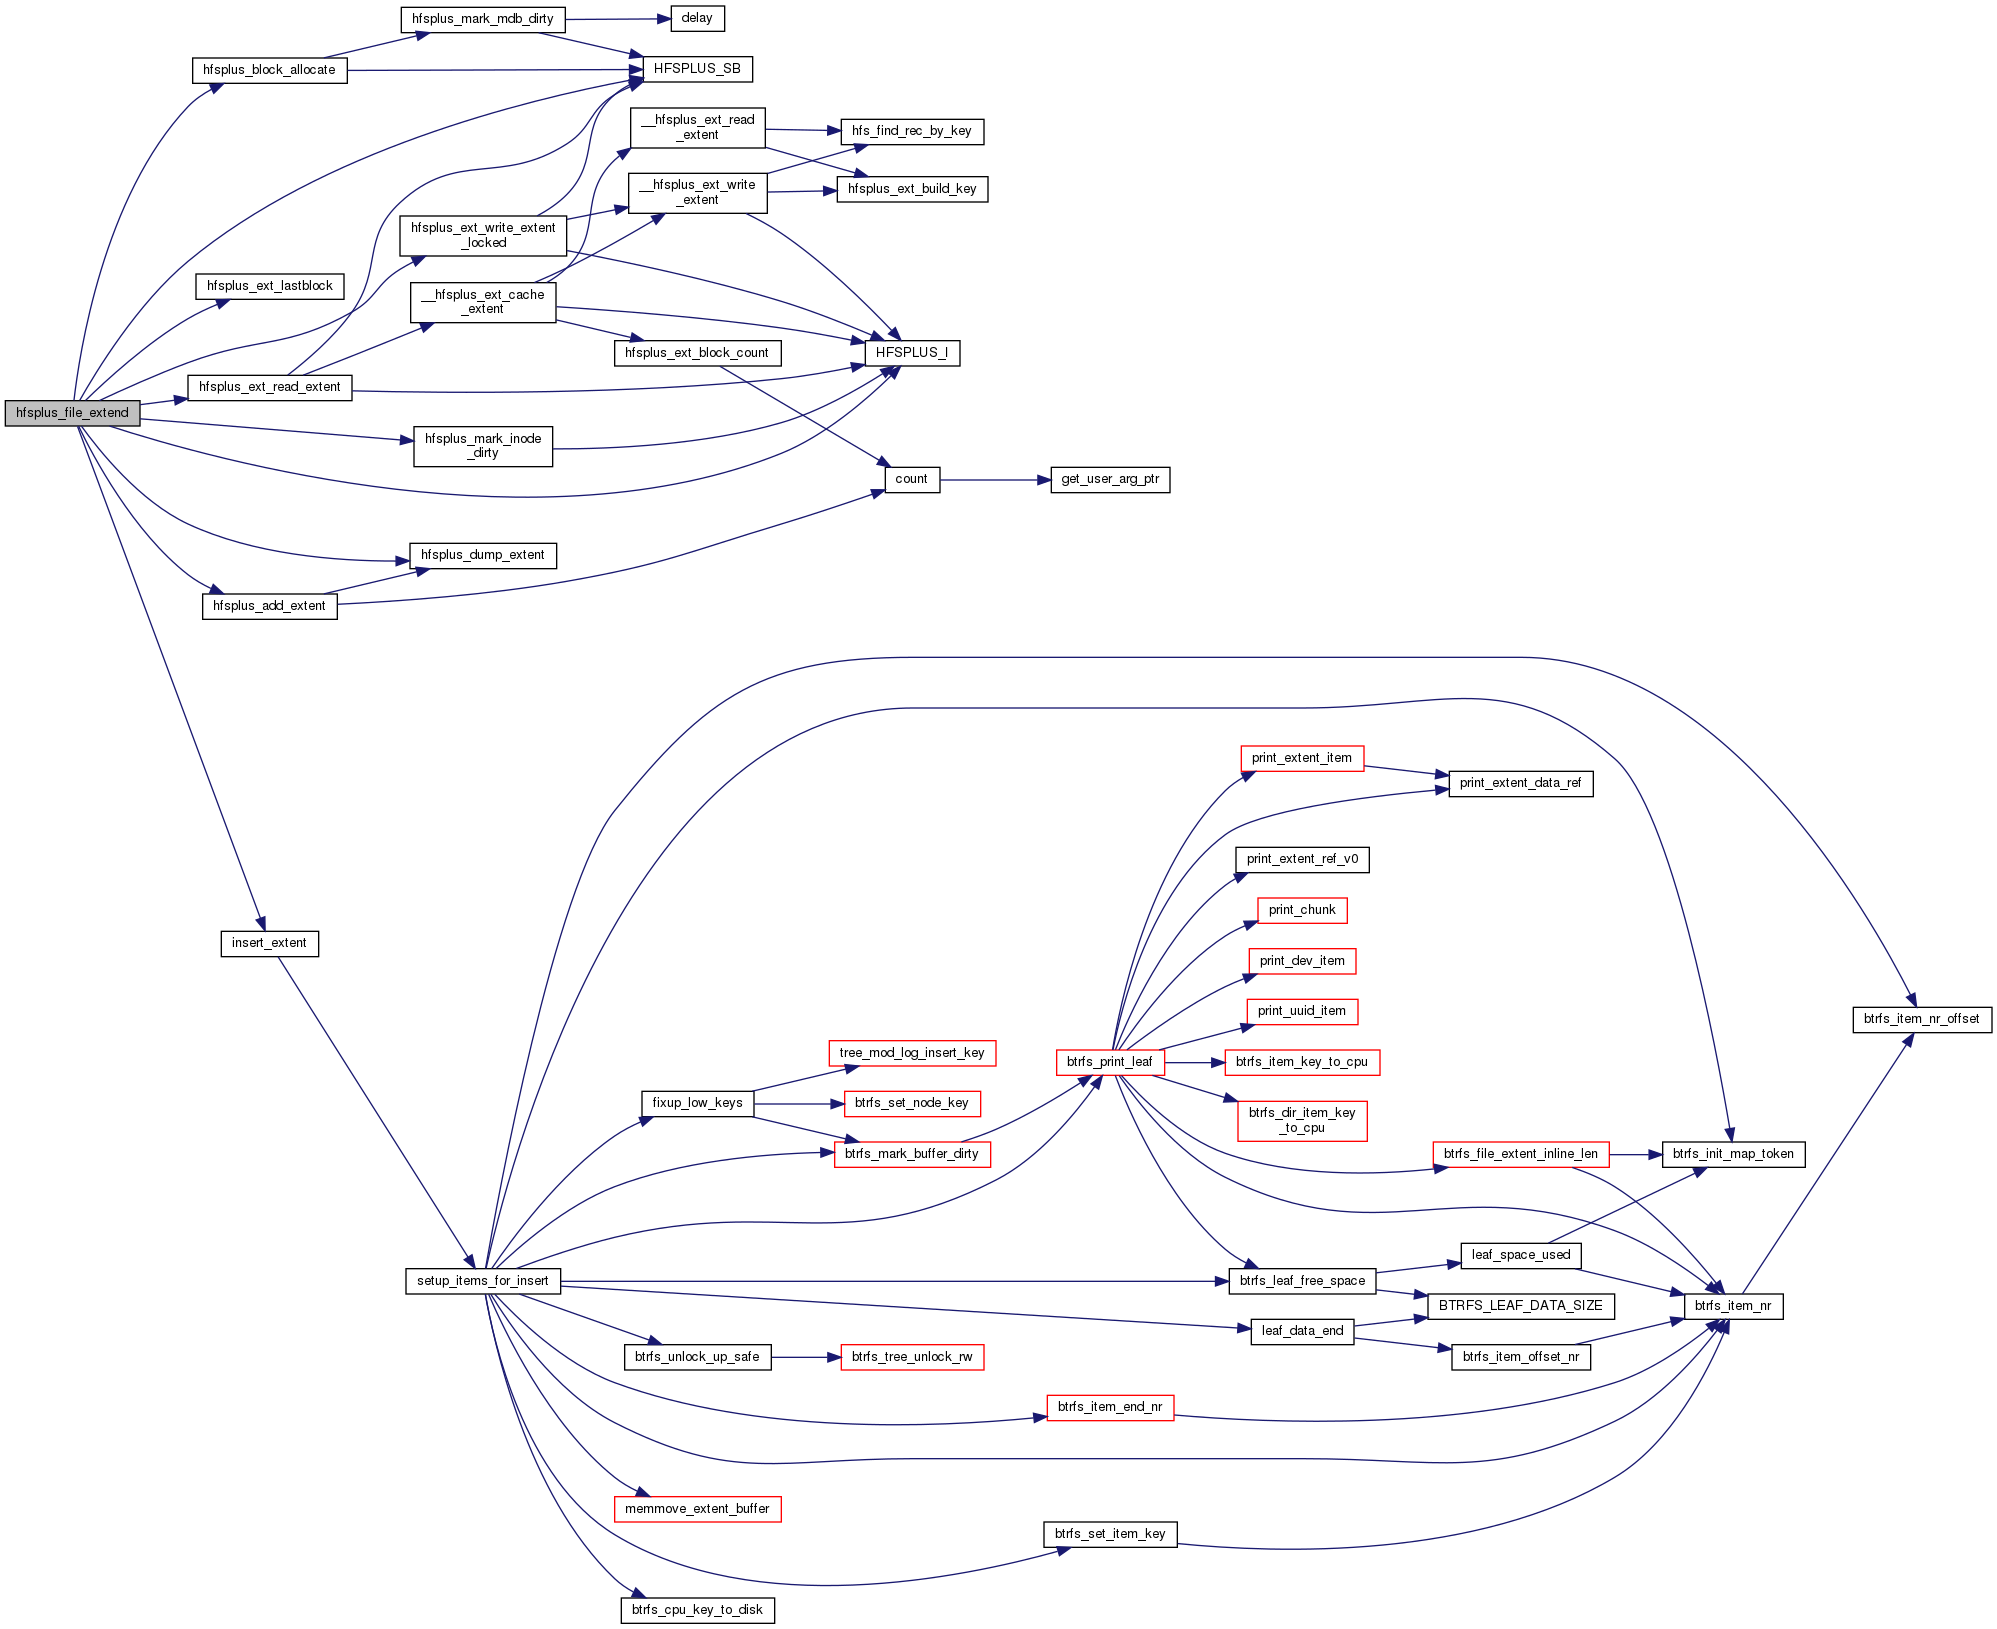 hfsplus_mark_mdb_dirty
delay
hfsplus_block_allocate
HFSPLUS_SB
__hfsplus_ext_read
_extent
hfs_find_rec_by_key
__hfsplus_ext_write
_extent
hfsplus_ext_build_key
hfsplus_ext_write_extent
_locked
hfsplus_ext_lastblock
__hfsplus_ext_cache
_extent
hfsplus_ext_block_count
HFSPLUS_I
hfsplus_ext_read_extent
hfsplus_file_extend
hfsplus_mark_inode
_dirty
count
get_user_arg_ptr
hfsplus_dump_extent
hfsplus_add_extent
print_extent_item
print_extent_data_ref
print_extent_ref_v0
print_chunk
insert_extent
print_dev_item
print_uuid_item
btrfs_item_nr_offset
tree_mod_log_insert_key
btrfs_print_leaf
btrfs_item_key_to_cpu
fixup_low_keys
btrfs_set_node_key
btrfs_dir_item_key
_to_cpu
btrfs_mark_buffer_dirty
btrfs_file_extent_inline_len
btrfs_init_map_token
leaf_space_used
setup_items_for_insert
btrfs_leaf_free_space
BTRFS_LEAF_DATA_SIZE
btrfs_item_nr
leaf_data_end
btrfs_unlock_up_safe
btrfs_tree_unlock_rw
btrfs_item_offset_nr
btrfs_item_end_nr
memmove_extent_buffer
btrfs_set_item_key
btrfs_cpu_key_to_disk